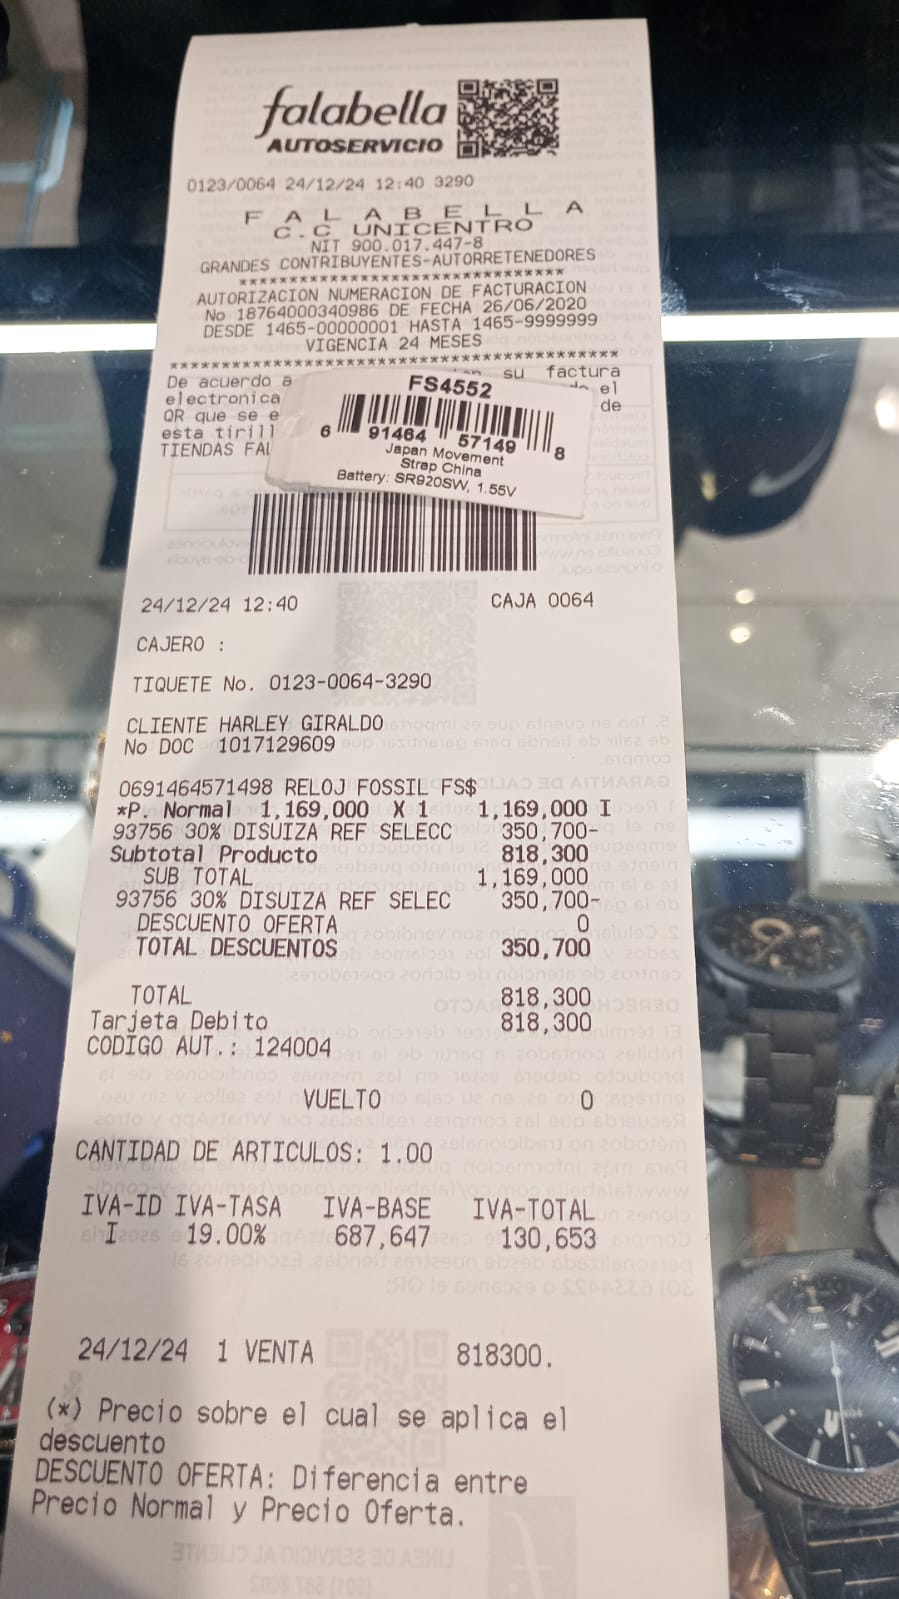 falabella
AUTOSERVICIO
0123/0064 24/12/24 12:40 3290
F A L A B E L L A
C.C UNICENTRO
NIT 900.017.447-8
GRANDES CONTRIBUYENTES-AUTORRETENEDORES
********************************
AUTORIZACION NUMERACION DE FACTURACION
No 18764000340986 DE FECHA 26/06/2020
DESDE 1465-00000001 HASTA 1465-9999999
VIGENCIA 24 MESES
********************************************
De acuerdo a su factura
electronica el
QR que se e de
esta tirill
TIENDAS FAL
FS4552
6 91464 57149 8
Japan Movement
Strap China
Battery: SR920SW, 1.55V
24/12/24 12:40 CAJA 0064
CAJERO :
TIQUETE No. 0123-0064-3290
CLIENTE HARLEY GIRALDO
No DOC 1017129609
0691464571498 RELOJ FOSSIL FS$
*P. Normal 1,169,000 X 1 1,169,000 I
93756 30% DISUIZA REF SELECC 350,700-
Subtotal Producto 818,300
SUB TOTAL 1,169,000
93756 30% DISUIZA REF SELEC 350,700-
DESCUENTO OFERTA 0
TOTAL DESCUENTOS 350,700
TOTAL 818,300
Tarjeta Debito 818,300
CODIGO AUT.: 124004
VUELTO 0
CANTIDAD DE ARTICULOS: 1.00
IVA-ID IVA-TASA IVA-BASE IVA-TOTAL
I 19.00% 687,647 130,653
24/12/24 1 VENTA 818300.
(*) Precio sobre el cual se aplica el
descuento
DESCUENTO OFERTA: Diferencia entre
Precio Normal y Precio Oferta.